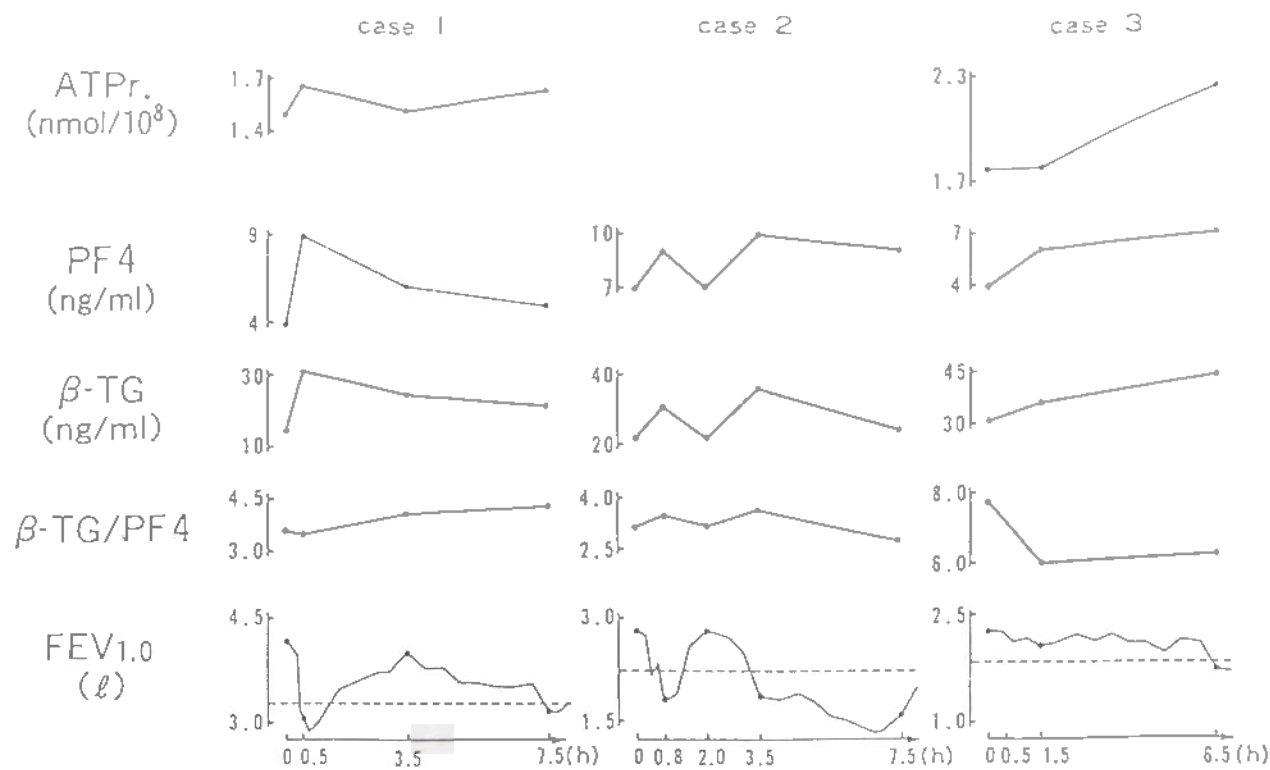 case 1 case 2 case 3
ATPr.
(nmol/10⁸)
1.7
1.4
2.3
1.7
PF4
(ng/ml)
9
4
10
7
7
4
β-TG
(ng/ml)
30
10
40
20
45
30
β-TG/PF4
4.5
3.0
4.0
2.5
8.0
6.0
FEV1.0
(ℓ)
4.5
3.0
3.0
1.5
2.5
1.0
0 0.5 3.5 7.5(h)
0 0.8 2.0 3.5 7.5(h)
0 0.5 1.5 6.5(h)